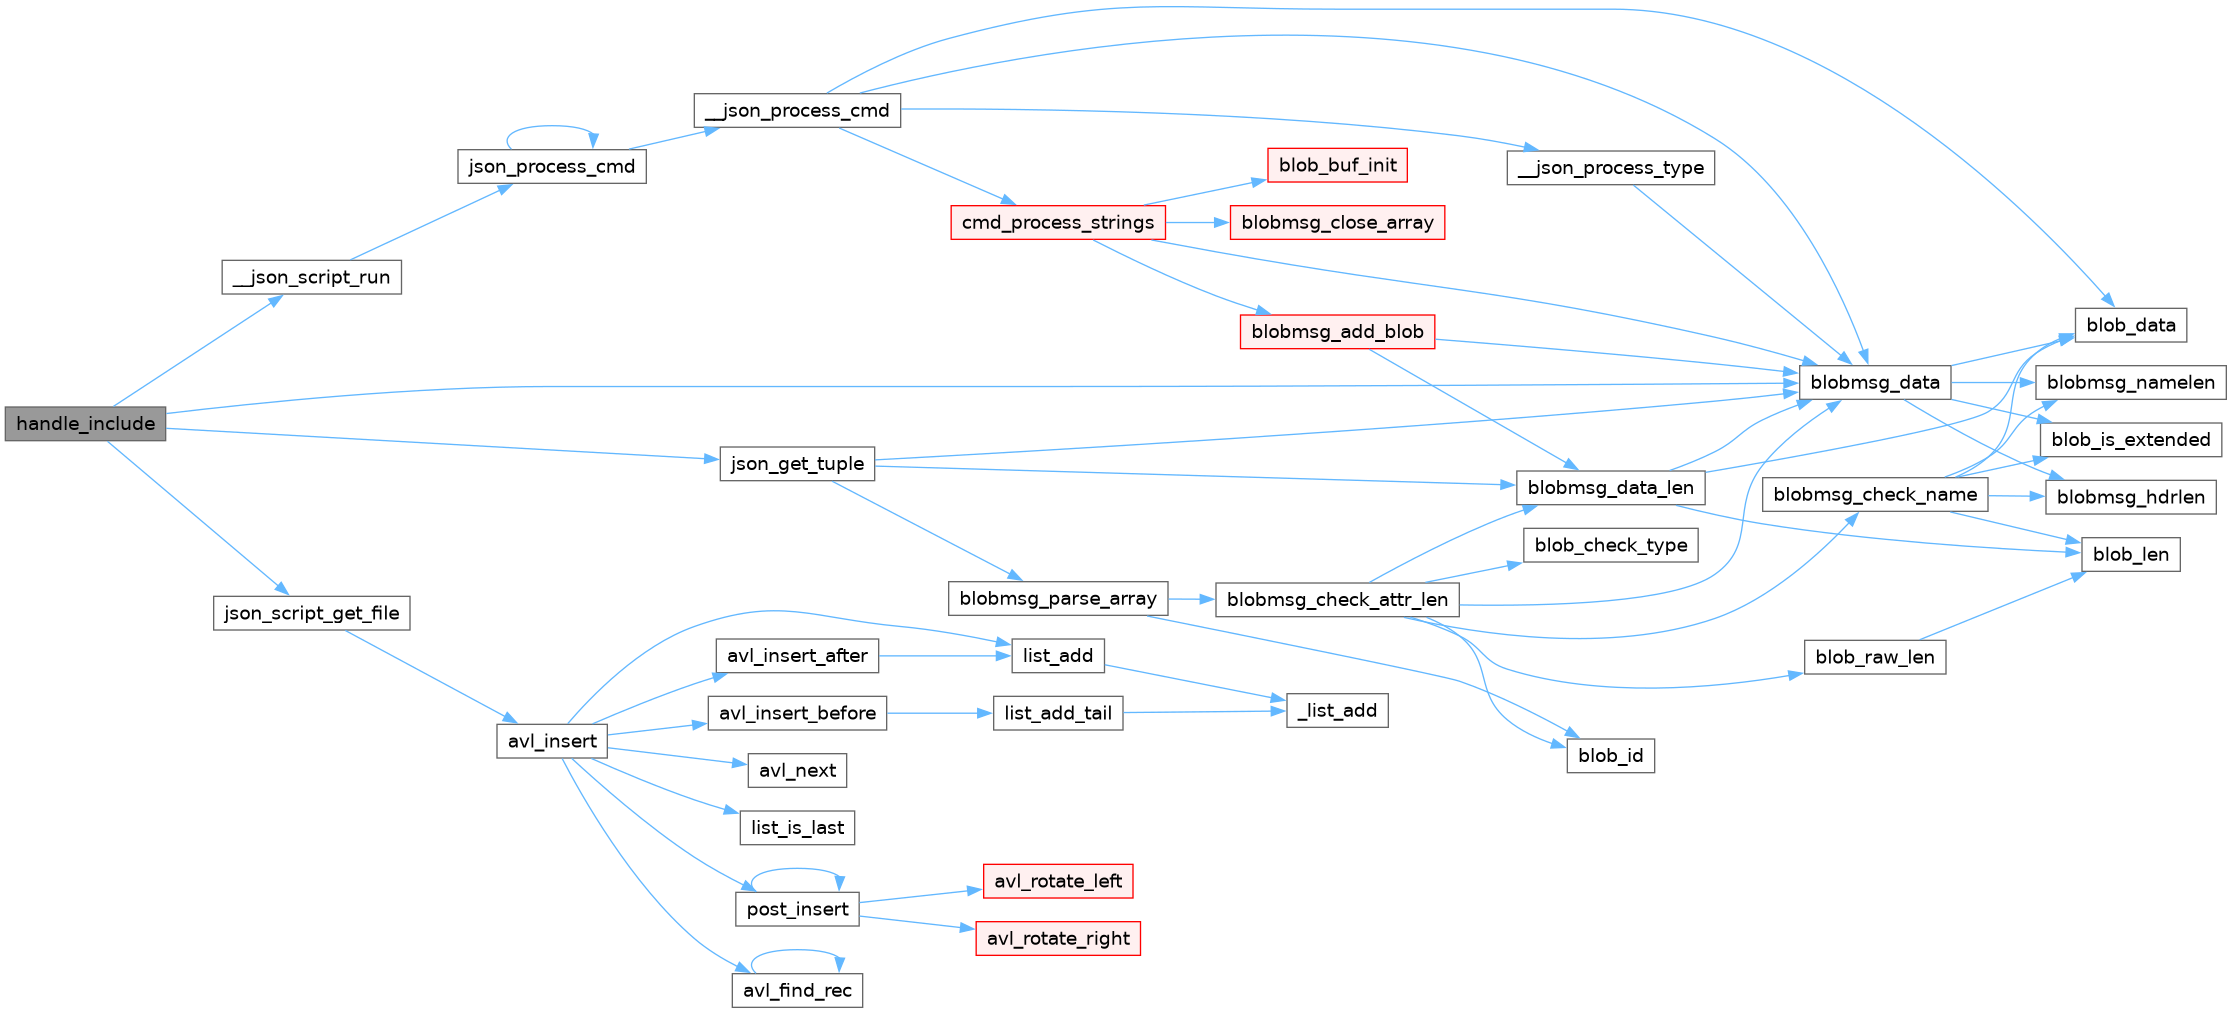 handle_include
__json_script_run
json_process_cmd
__json_process_cmd
cmd_process_strings
blob_buf_init
blobmsg_close_array
blobmsg_add_blob
__json_process_type
blobmsg_data
blob_data
blobmsg_namelen
blob_is_extended
blobmsg_hdrlen
blob_len
json_get_tuple
blobmsg_data_len
blobmsg_check_name
blob_check_type
blobmsg_parse_array
blobmsg_check_attr_len
blob_raw_len
blob_id
json_script_get_file
avl_insert
avl_insert_after
list_add
avl_insert_before
list_add_tail
_list_add
avl_next
list_is_last
post_insert
avl_rotate_left
avl_rotate_right
avl_find_rec